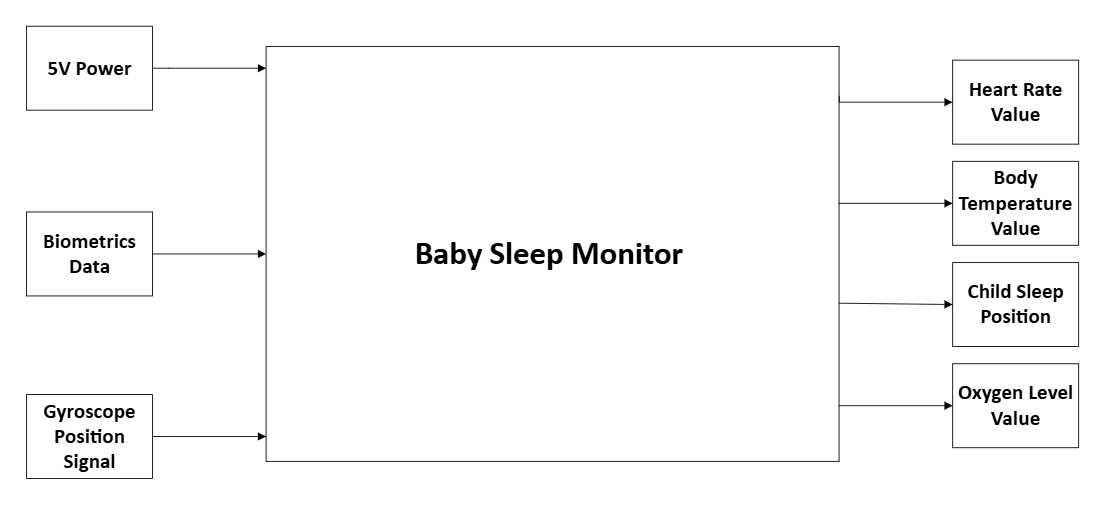 5V Power
Biometrics
Data
Gyroscope
Position
Signal
Baby Sleep Monitor
Heart Rate
Value
Body
Temperature
Value
Child Sleep
Position
Oxygen Level
Value